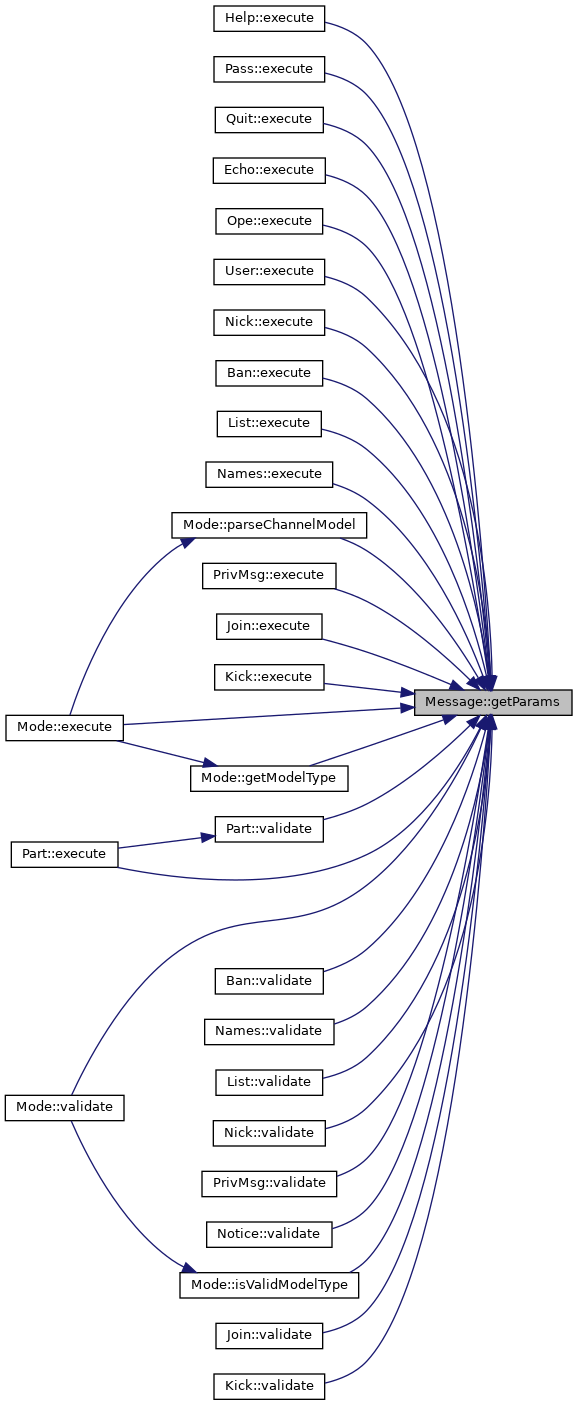 Help::execute
Pass::execute
Quit::execute
Echo::execute
Ope::execute
User::execute
Nick::execute
Ban::execute
List::execute
Names::execute
Mode::parseChannelModel
PrivMsg::execute
Join::execute
Kick::execute
Message::getParams
Mode::execute
Mode::getModelType
Part::validate
Part::execute
Ban::validate
Names::validate
List::validate
Mode::validate
Nick::validate
PrivMsg::validate
Notice::validate
Mode::isValidModelType
Join::validate
Kick::validate